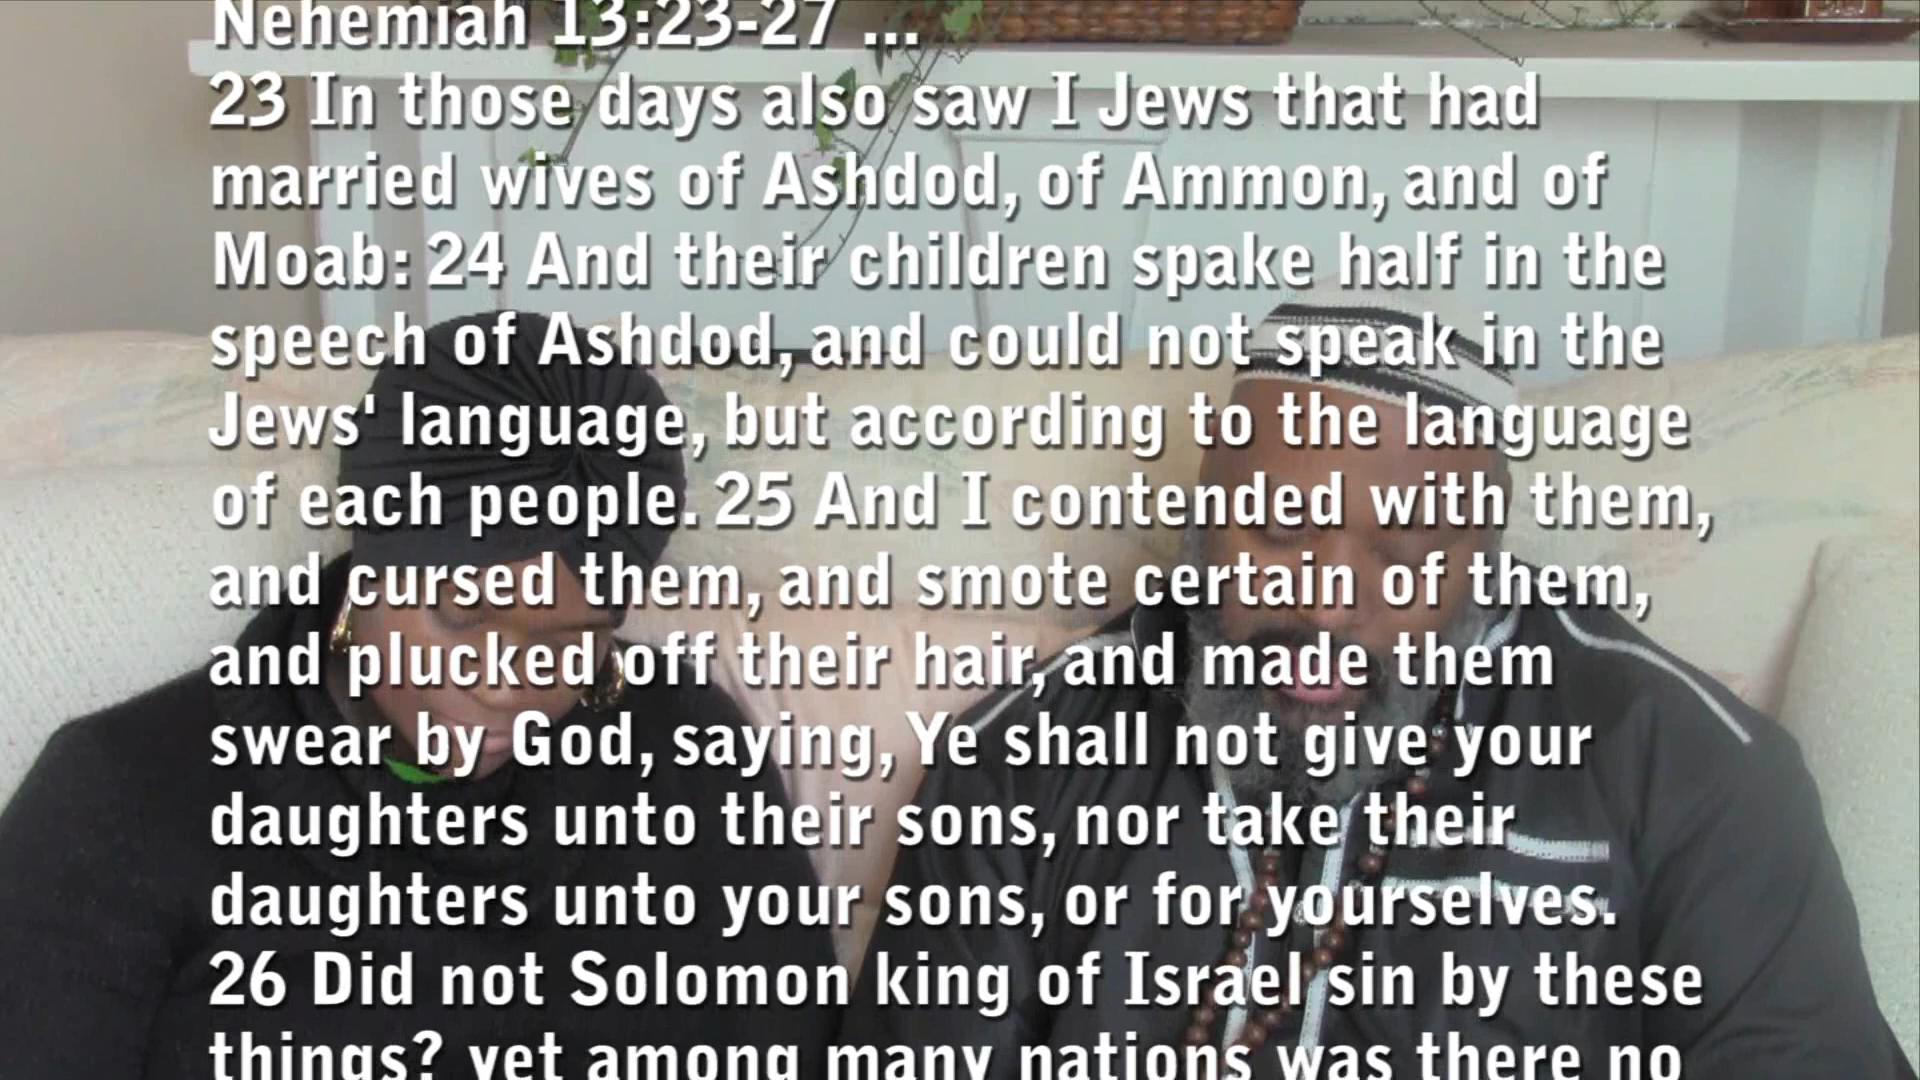 Nehemiah 13:23-27 ...
23 In those days also saw I Jews that had
married wives of Ashdod, of Ammon, and of
Moab: 24 And their children spake half in the
speech of Ashdod, and could not speak in the
Jews' language, but according to the language
of each people. 25 And I contended with them,
and cursed them, and smote certain of them,
and plucked off their hair, and made them
swear by God, saying, Ye shall not give your
daughters unto their sons, nor take their
daughters unto your sons, or for yourselves.
26 Did not Solomon king of Israel sin by these
things? yet among many nations was there no